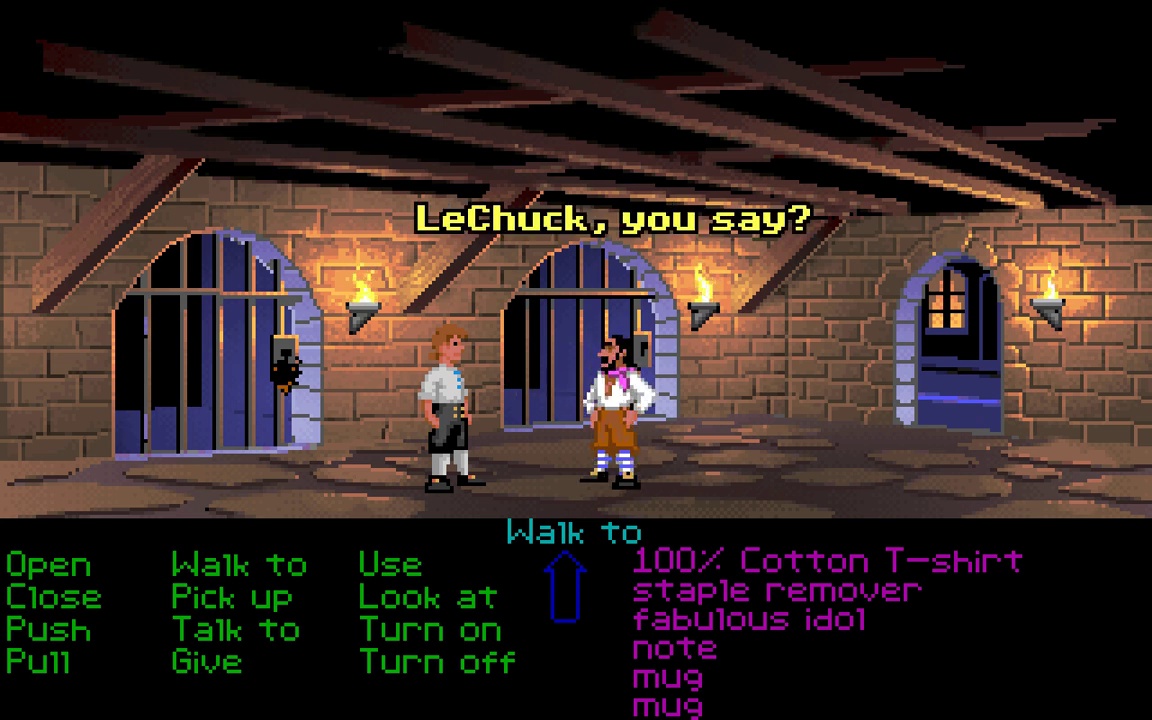 LeChuck, you say?
Walk to
Open Walk to Use
Close Pick up Look at
Push Talk to Turn on
Pull Give Turn off
100% Cotton T-shirt
staple remover
fabulous idol
note
mug
mug